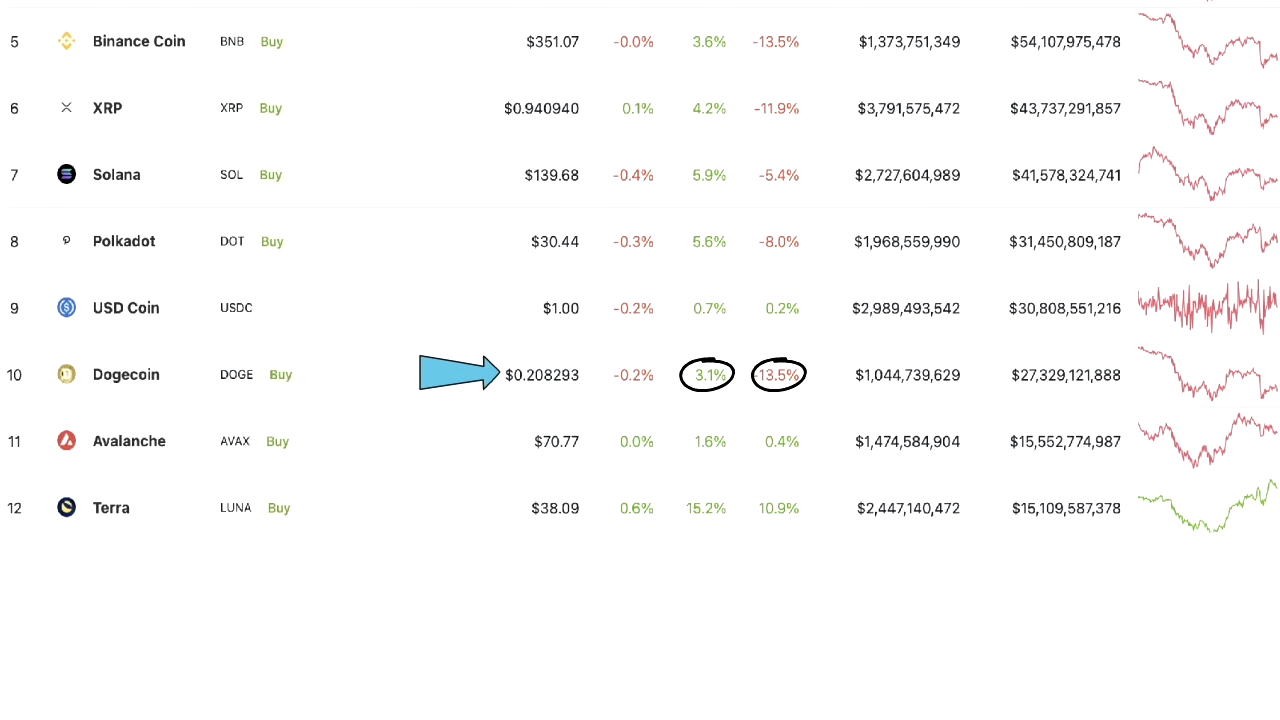 5 Binance Coin BNB Buy $351.07 -0.0% 3.6% -13.5% $1,373,751,349 $54,107,975,478
6 XRP XRP Buy $0.940940 0.1% 4.2% -11.9% $3,791,575,472 $43,737,291,857
7 Solana SOL Buy $139.68 -0.4% 5.9% -5.4% $2,727,604,989 $41,578,324,741
8 Polkadot DOT Buy $30.44 -0.3% 5.6% -8.0% $1,968,559,990 $31,450,809,187
9 USD Coin USDC $1.00 -0.2% 0.7% 0.2% $2,989,493,542 $30,808,551,216
10 Dogecoin DOGE Buy $0.208293 -0.2% 3.1% -13.5% $1,044,739,629 $27,329,121,888
11 Avalanche AVAX Buy $70.77 0.0% 1.6% 0.4% $1,474,584,904 $15,552,774,987
12 Terra LUNA Buy $38.09 0.6% 15.2% 10.9% $2,447,140,472 $15,109,587,378